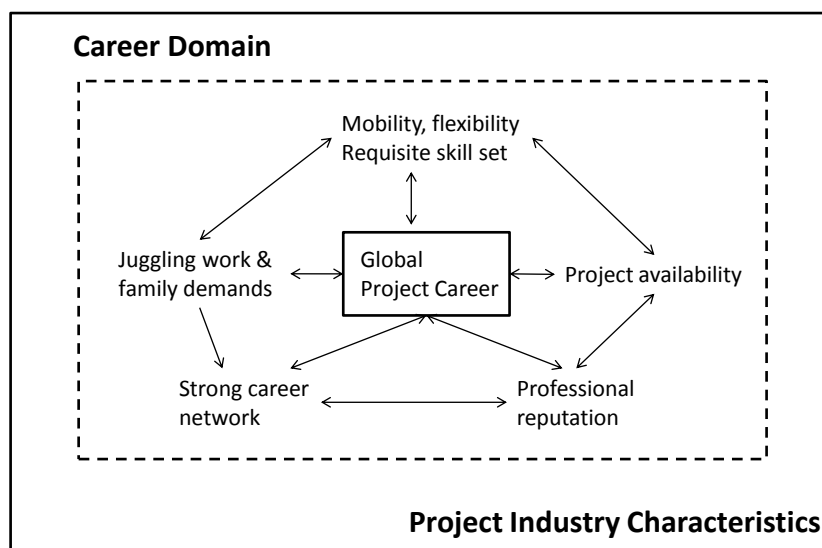 Career Domain
Mobility, flexibility
Requisite skill set
Juggling work &
family demands
Global
Project Career
Project availability
Strong career
network
Professional
reputation
Project Industry Characteristics